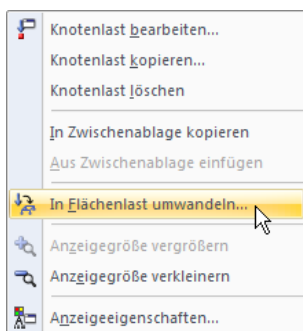 Knotenlast bearbeiten...
Knotenlast kopieren...
Knotenlast löschen
In Zwischenablage kopieren
Aus Zwischenablage einfügen
In Flächenlast umwandeln...
Anzeigegröße vergrößern
Anzeigegröße verkleinern
Anzeigeeigenschaften...